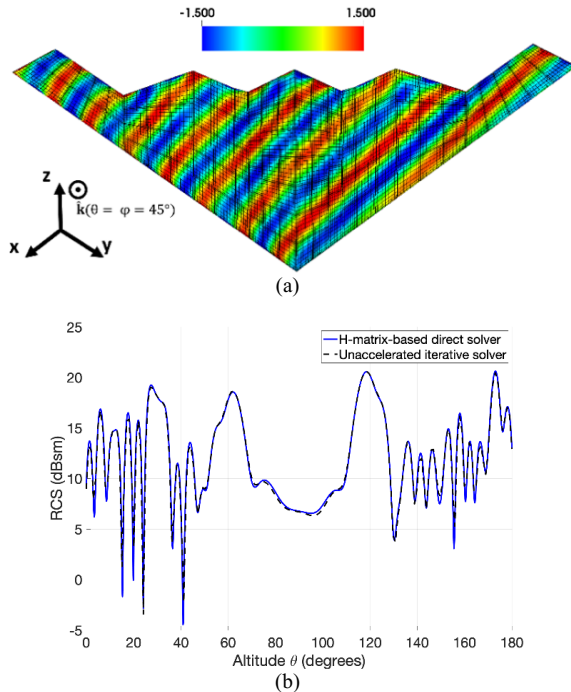 -1.500 1.500
z
k̂(θ = φ = 45°)
x y
(a)
25
20
15
10
5
0
-5
RCS (dBsm)
H-matrix-based direct solver
Unaccelerated iterative solver
0 20 40 60 80 100 120 140 160 180
Altitude θ (degrees)
(b)